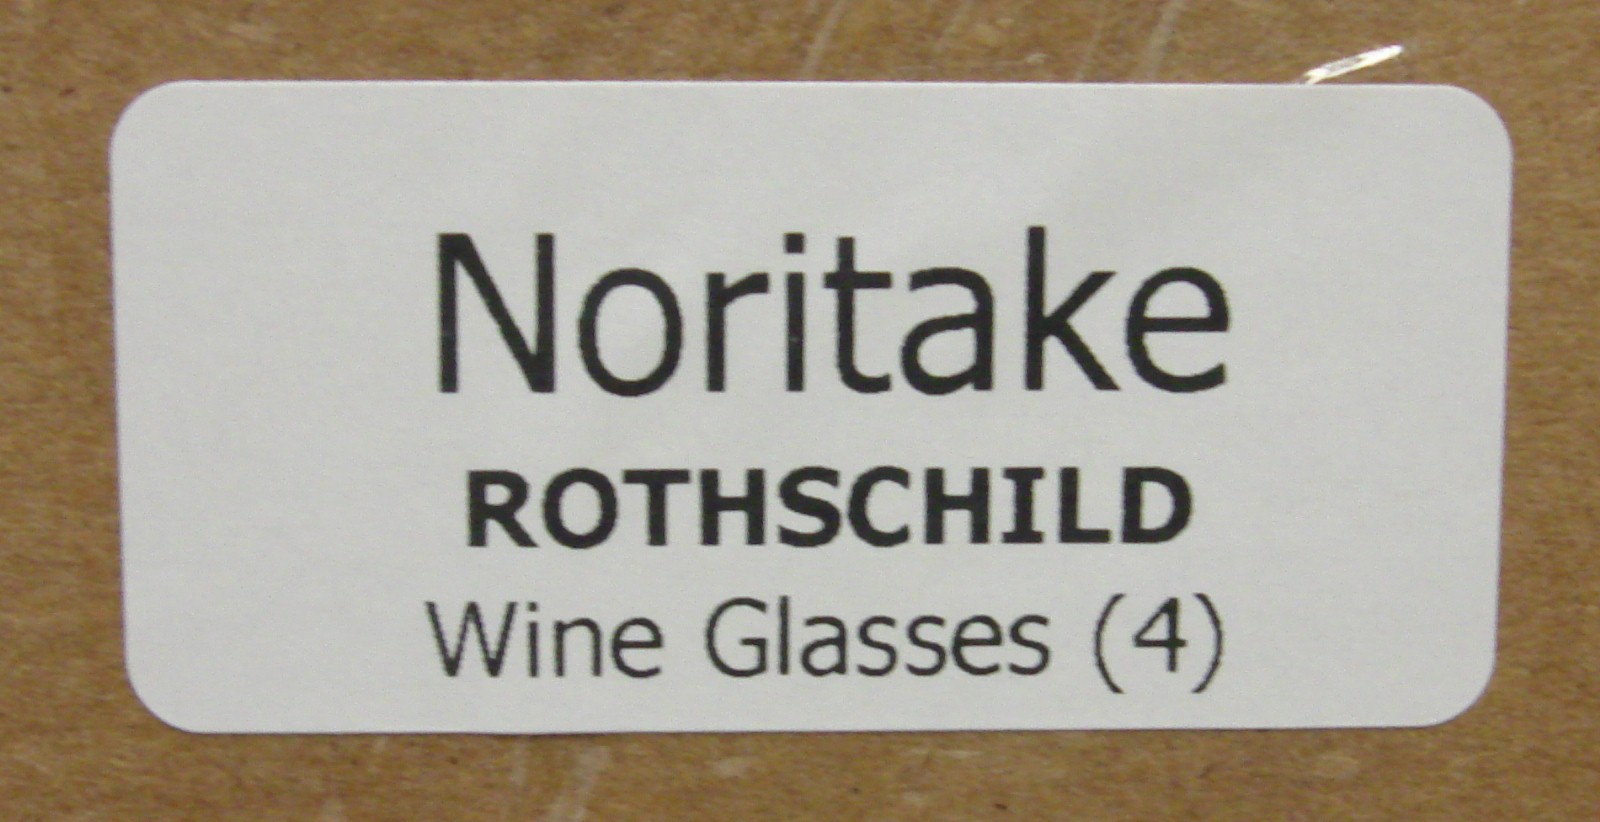 Noritake
ROTHSCHILD
Wine Glasses (4)